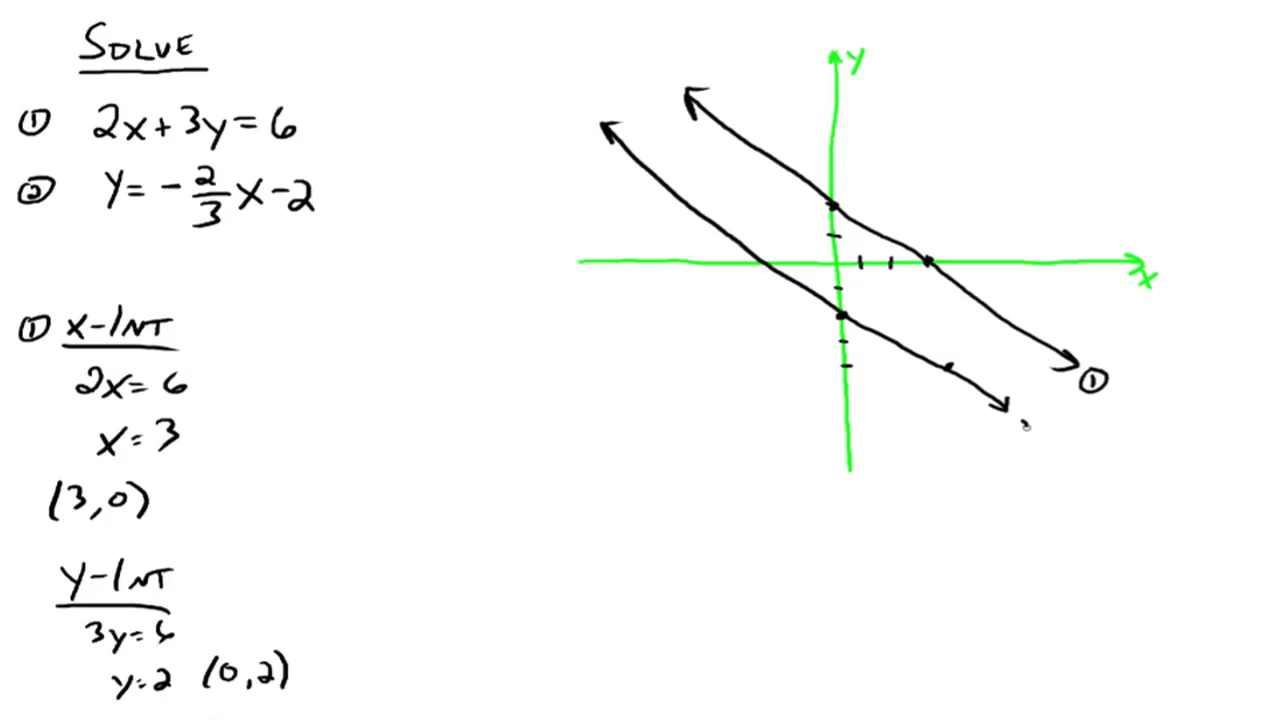 SOLVE
① 2x+3y=6
② y=-2/3x-2
① x-INT
2x=6
x=3
(3,0)
y-INT
3y=6
y=2 (0,2)
y
x
①